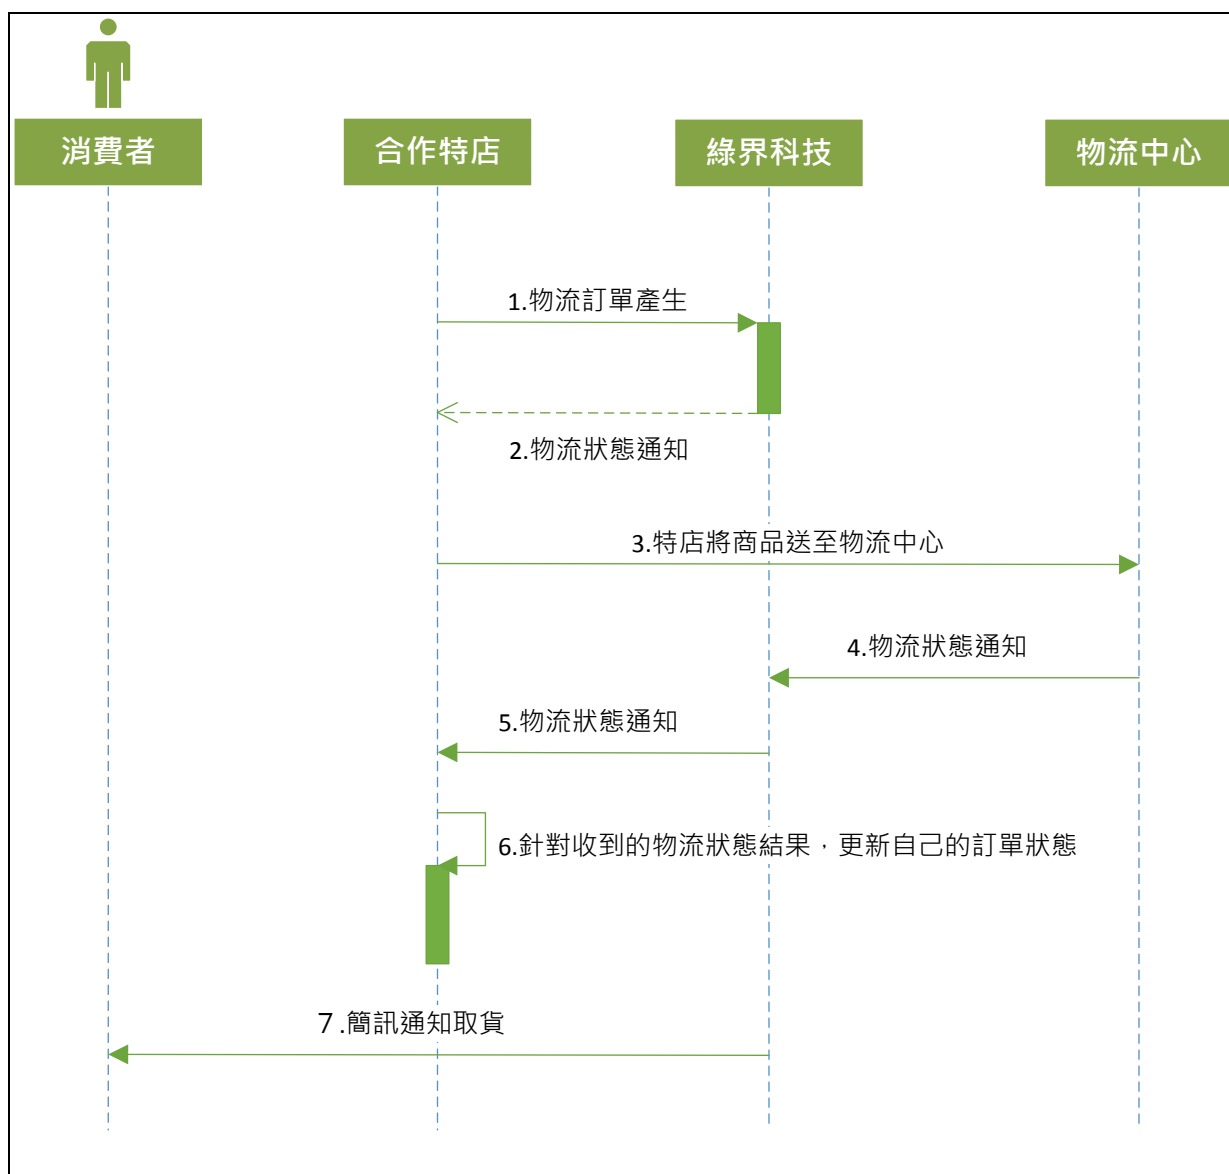 消費者
合作特店
綠界科技
物流中心
1.物流訂單產生
2.物流狀態通知
3.特店將商品送至物流中心
4.物流狀態通知
5.物流狀態通知
6.針對收到的物流狀態結果，更新自己的訂單狀態
７.簡訊通知取貨